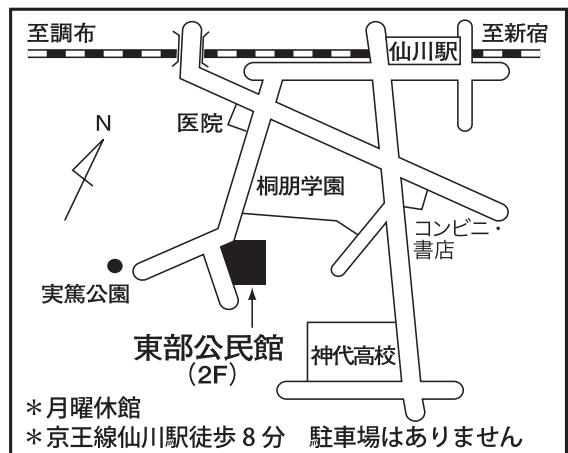 至調布
仙川駅
至新宿
N
医院
桐朋学園
コンビニ・
書店
実篤公園
東部公民館
(2F)
神代高校
＊月曜休館
＊京王線仙川駅徒歩８分　駐車場はありません